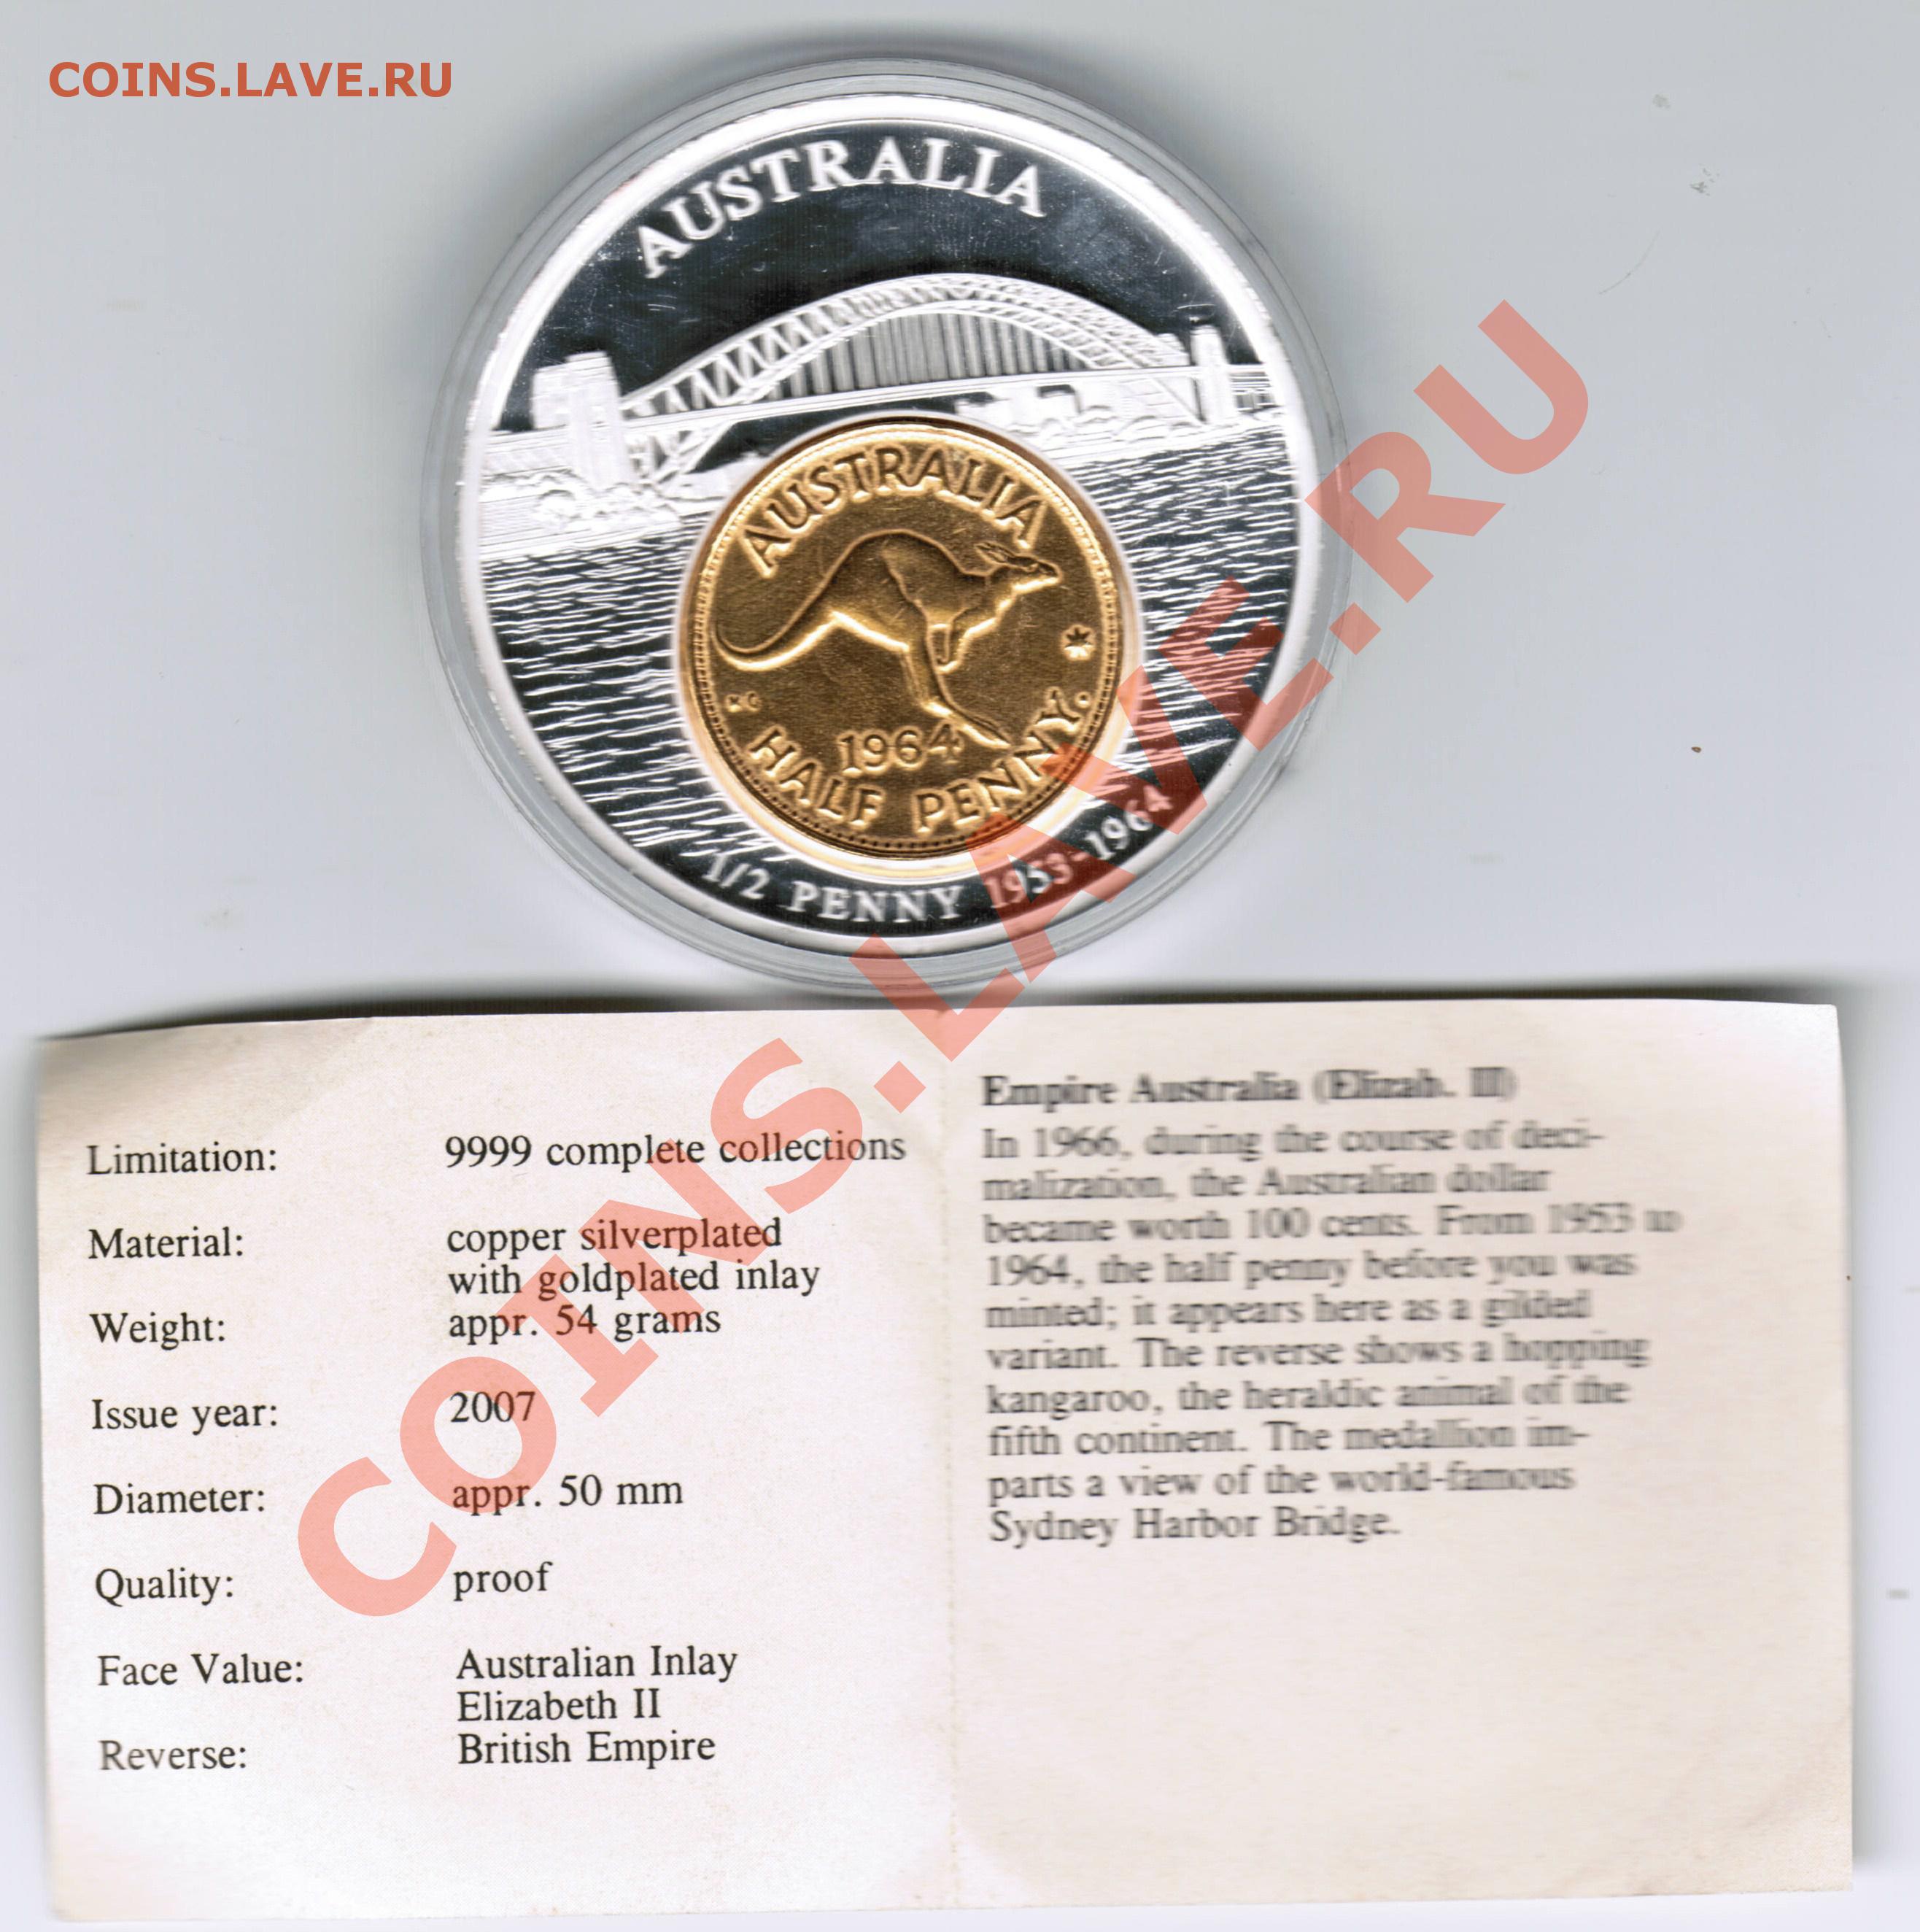 COINS.LAVE.RU
AUSTRALIA
AUSTRALIA
KG
1964
HALF PENNY.
1/2 PENNY 1953-1964
COINS.LAVE.RU
Limitation: 9999 complete collections
Material: copper silverplated
with goldplated inlay
Weight: appr. 54 grams
Issue year: 2007
Diameter: appr. 50 mm
Quality: proof
Face Value: Australian Inlay
Elizabeth II
Reverse: British Empire
Empire Australia (Elizab. II)
In 1966, during the course of deci-
malization, the Australian dollar
became worth 100 cents. From 1953 to
1964, the half penny before you was
minted; it appears here as a gilded
variant. The reverse shows a hopping
kangaroo, the heraldic animal of the
fifth continent. The medallion im-
parts a view of the world-famous
Sydney Harbor Bridge.